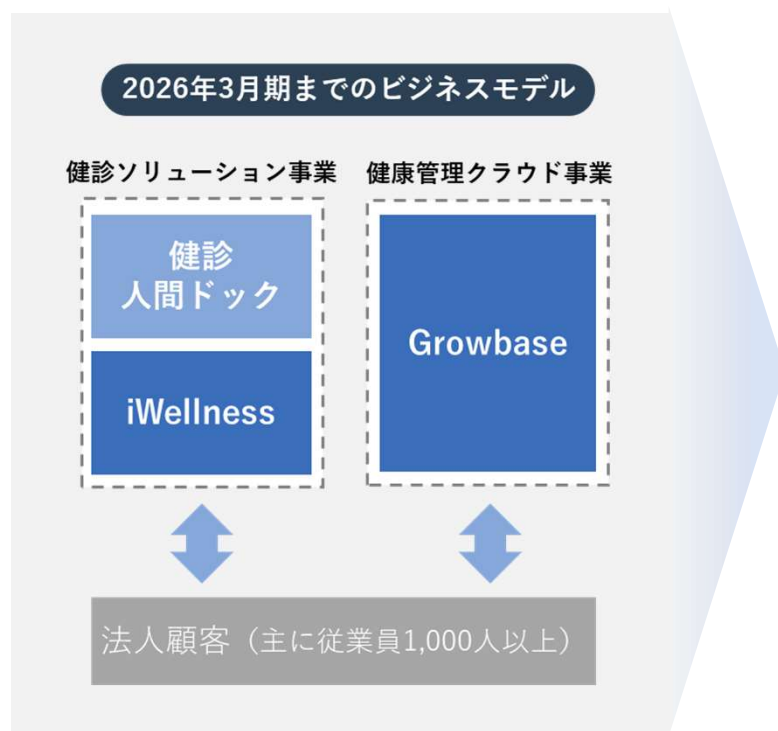 2026年3月期までのビジネスモデル
健診ソリューション事業
健康管理クラウド事業
健診
人間ドック
iWellness
Growbase
法人顧客（主に従業員1,000人以上）